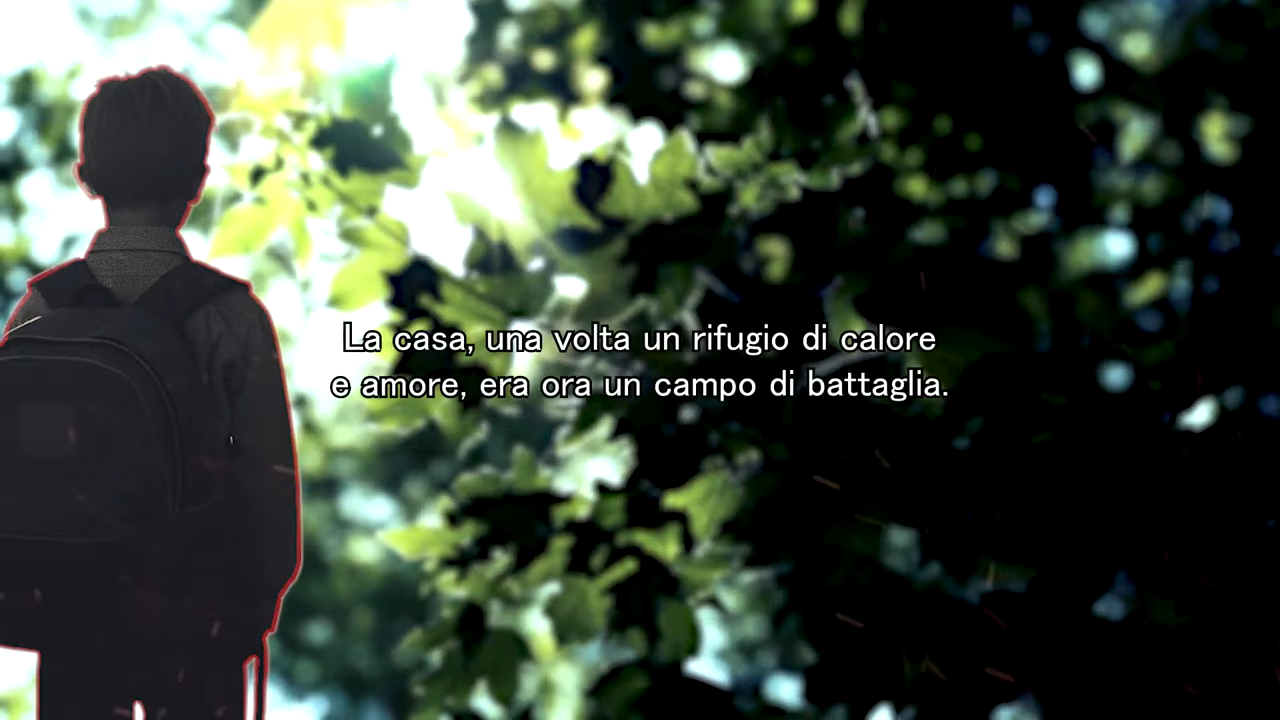 La casa, una volta un rifugio di calore
e amore, era ora un campo di battaglia.